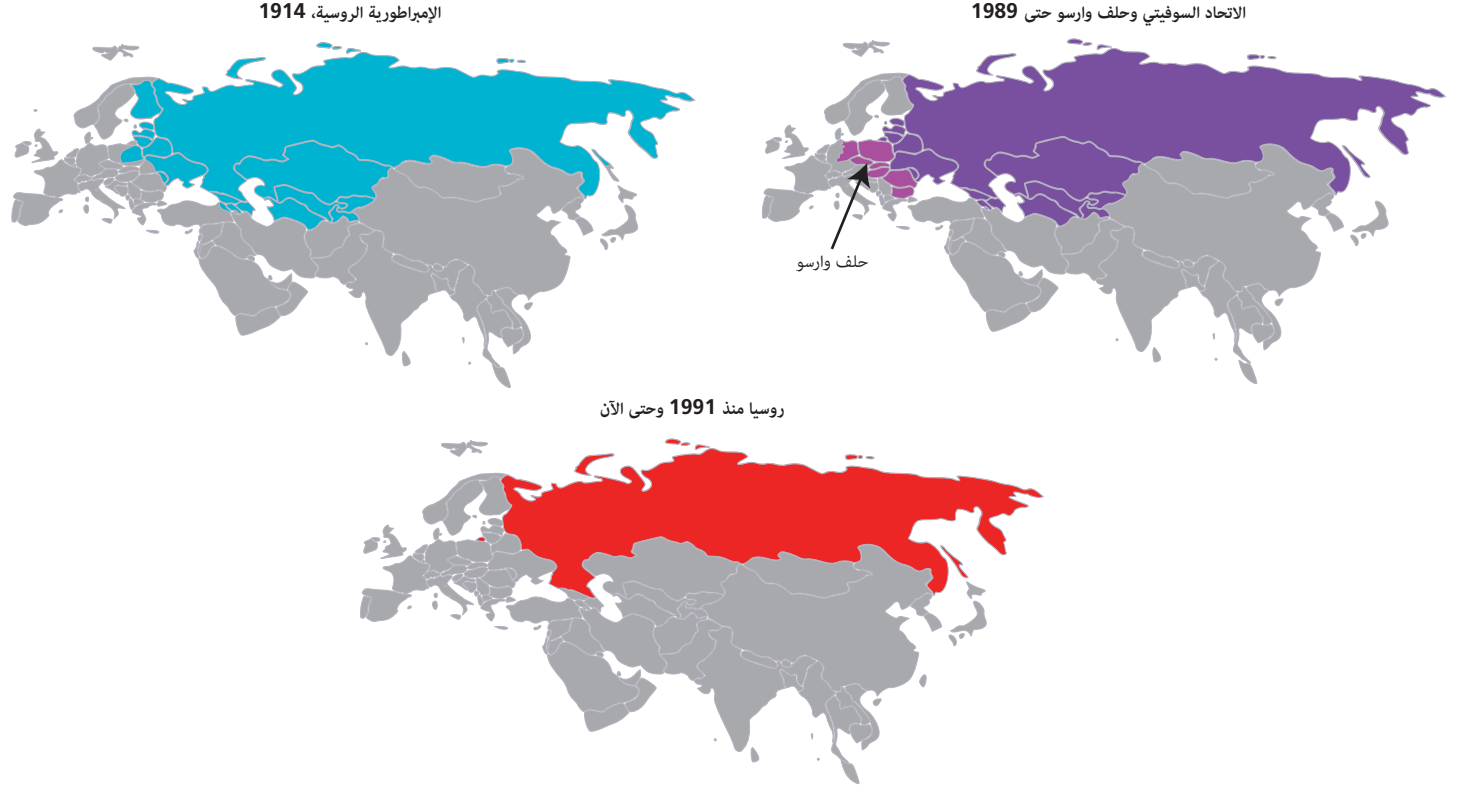 الإمبراطورية الروسية، 1914
الاتحاد السوفيتي وحلف وارسو حتى 1989
حلف وارسو
روسيا منذ 1991 وحتى الآن